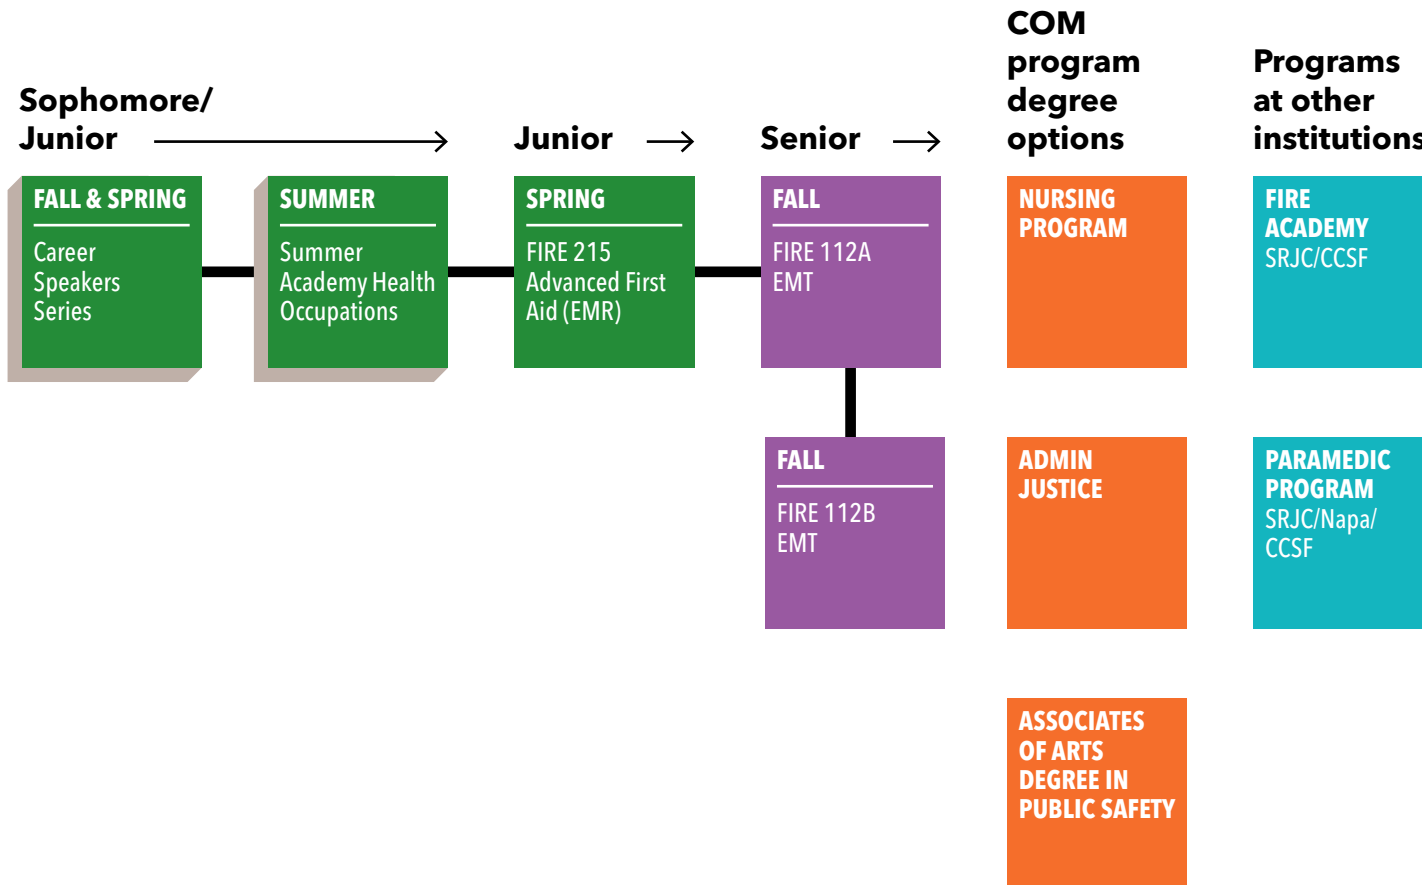 Sophomore/
Junior
Junior
Senior
COM
program
degree
options
Programs
at other
institutions
FALL & SPRING
Career
Speakers
Series
SUMMER
Summer
Academy Health
Occupations
SPRING
FIRE 215
Advanced First
Aid (EMR)
FALL
FIRE 112A
EMT
NURSING
PROGRAM
FIRE
ACADEMY
SRJC/CCSF
FALL
FIRE 112B
EMT
ADMIN
JUSTICE
PARAMEDIC
PROGRAM
SRJC/Napa/
CCSF
ASSOCIATES
OF ARTS
DEGREE IN
PUBLIC SAFETY